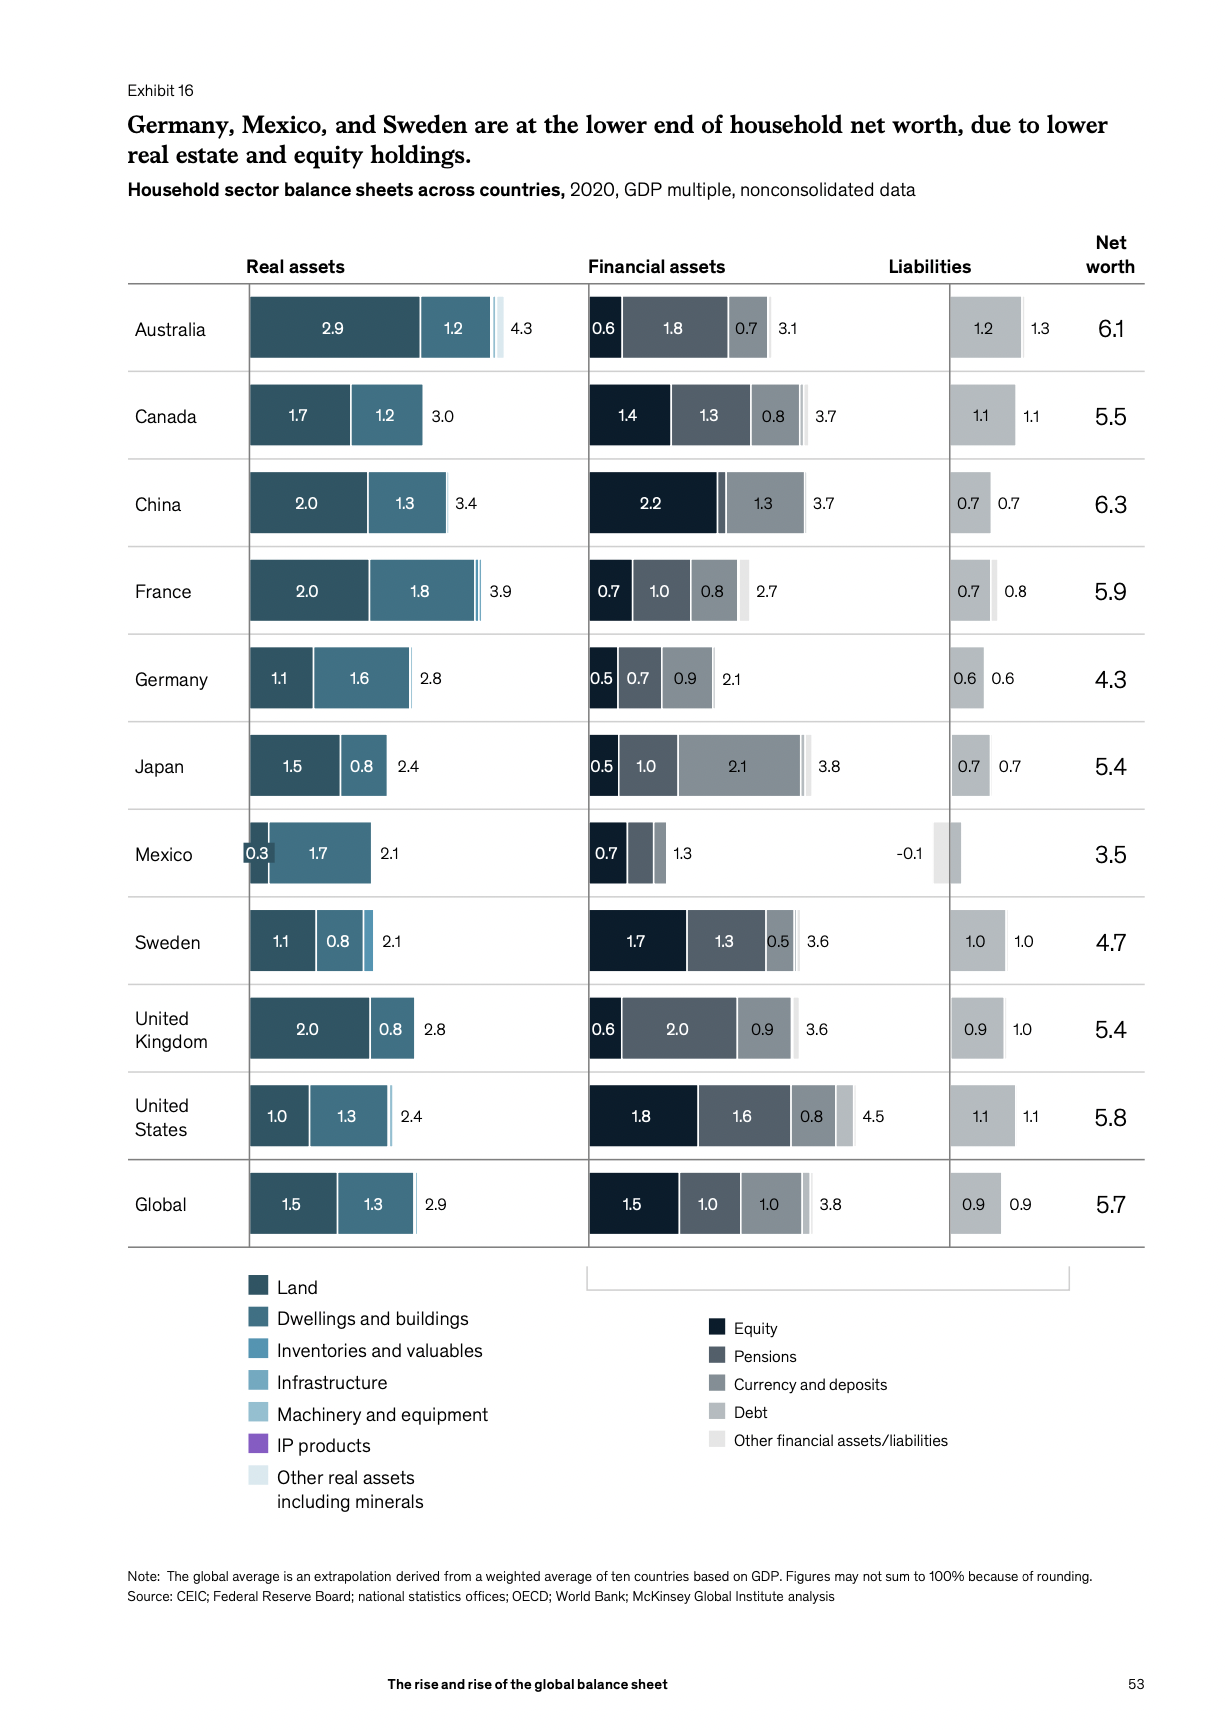 Exhibit 16
Germany, Mexico, and Sweden are at the lower end of household net worth, due to lower
real estate and equity holdings.
Household sector balance sheets across countries, 2020, GDP multiple, nonconsolidated data
Real assets Financial assets Liabilities Net
worth
Australia 2.9 1.2 4.3 0.6 1.8 0.7 3.1 1.2 1.3 6.1
Canada 1.7 1.2 3.0 1.4 1.3 0.8 3.7 1.1 1.1 5.5
China 2.0 1.3 3.4 2.2 1.3 3.7 0.7 0.7 6.3
France 2.0 1.8 3.9 0.7 1.0 0.8 2.7 0.7 0.8 5.9
Germany 1.1 1.6 2.8 0.5 0.7 0.9 2.1 0.6 0.6 4.3
Japan 1.5 0.8 2.4 0.5 1.0 2.1 3.8 0.7 0.7 5.4
Mexico 0.3 1.7 2.1 0.7 1.3 -0.1 3.5
Sweden 1.1 0.8 2.1 1.7 1.3 0.5 3.6 1.0 1.0 4.7
United
Kingdom 2.0 0.8 2.8 0.6 2.0 0.9 3.6 0.9 1.0 5.4
United
States 1.0 1.3 2.4 1.8 1.6 0.8 4.5 1.1 1.1 5.8
Global 1.5 1.3 2.9 1.5 1.0 1.0 3.8 0.9 0.9 5.7
Land
Dwellings and buildings
Inventories and valuables
Infrastructure
Machinery and equipment
IP products
Other real assets
including minerals
Equity
Pensions
Currency and deposits
Debt
Other financial assets/liabilities
Note: The global average is an extrapolation derived from a weighted average of ten countries based on GDP. Figures may not sum to 100% because of rounding.
Source: CEIC; Federal Reserve Board; national statistics offices; OECD; World Bank; McKinsey Global Institute analysis
The rise and rise of the global balance sheet 53